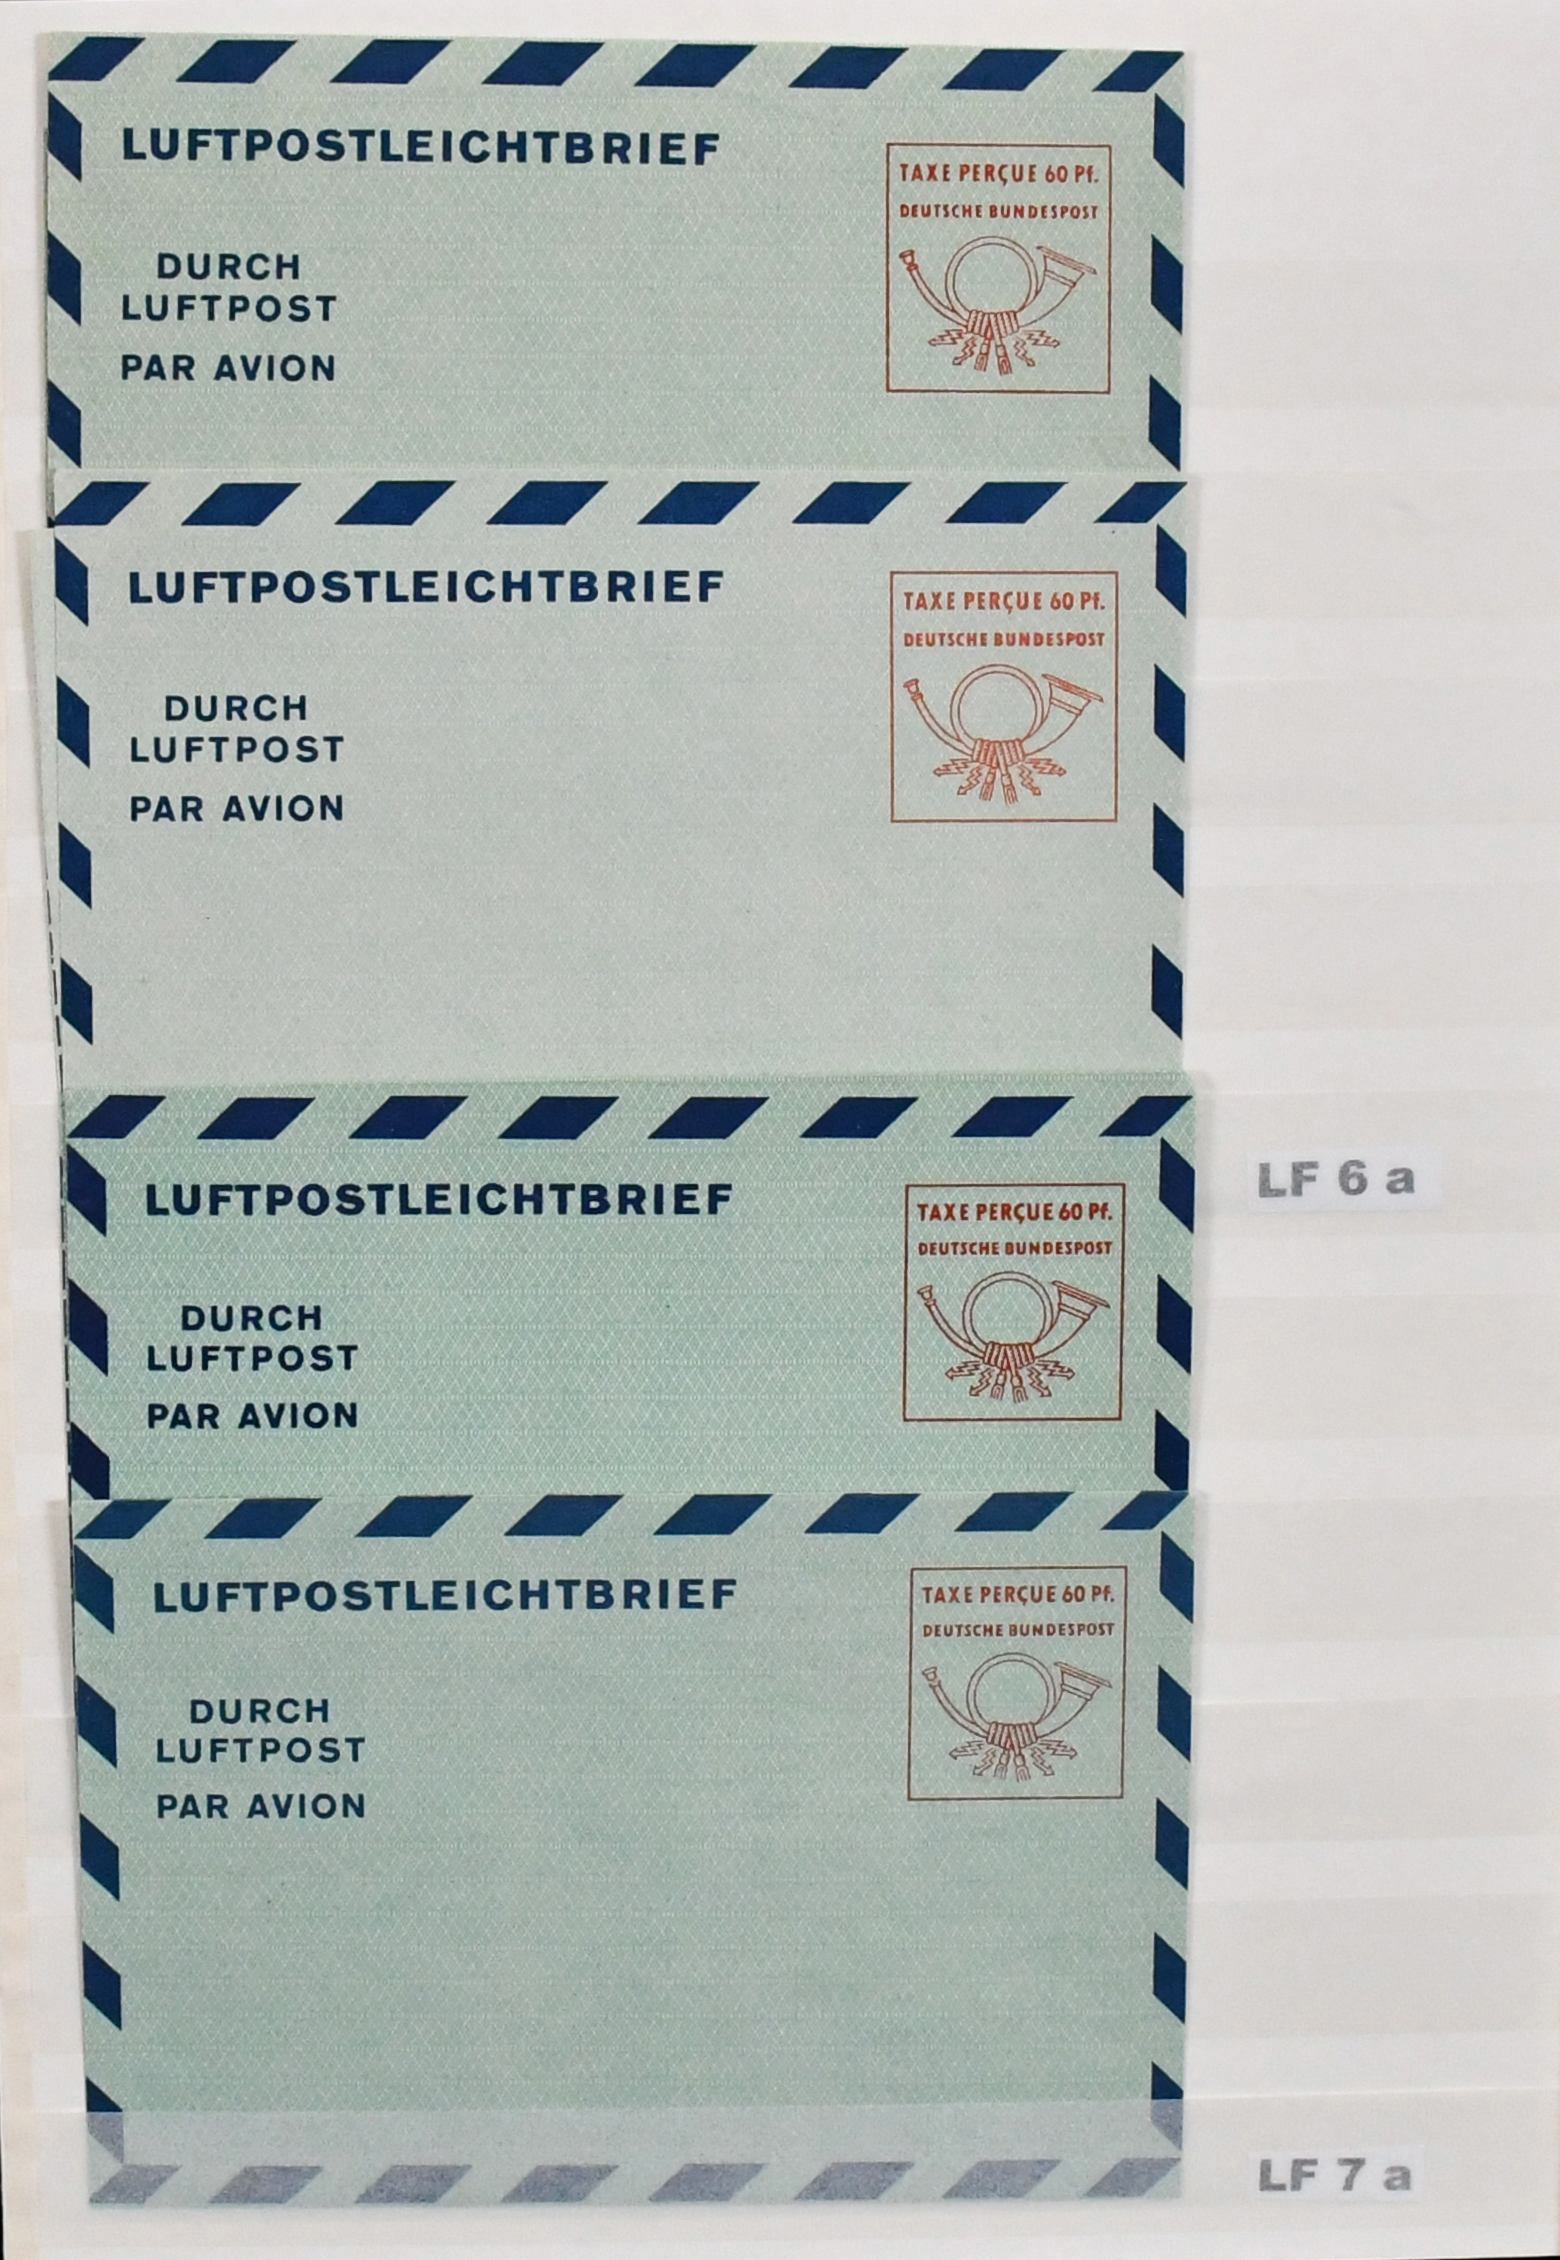 LUFTPOSTLEICHTBRIEF
TAXE PERÇUE 60 Pf.
DEUTSCHE BUNDESPOST
DURCH
LUFTPOST
PAR AVION
LUFTPOSTLEICHTBRIEF
TAXE PERÇUE 60 Pf.
DEUTSCHE BUNDESPOST
DURCH
LUFTPOST
PAR AVION
LF 6 a
LUFTPOSTLEICHTBRIEF
TAXE PERÇUE 60 Pf.
DEUTSCHE BUNDESPOST
DURCH
LUFTPOST
PAR AVION
LUFTPOSTLEICHTBRIEF
TAXE PERÇUE 60 Pf.
DEUTSCHE BUNDESPOST
DURCH
LUFTPOST
PAR AVION
LF 7 a